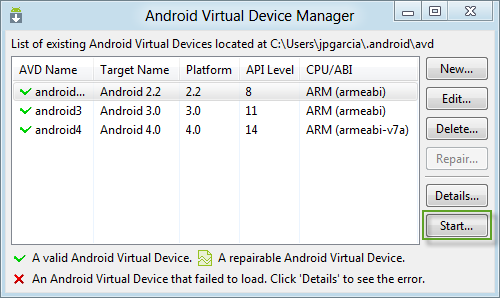 Android Virtual Device Manager
List of existing Android Virtual Devices located at C:\Users\jpgarcia\.android\avd
AVD Name Target Name Platform API Level CPU/ABI
android... Android 2.2 2.2 8 ARM (armeabi)
android3 Android 3.0 3.0 11 ARM (armeabi)
android4 Android 4.0 4.0 14 ARM (armeabi-v7a)
New...
Edit...
Delete...
Repair...
Details...
Start...
A valid Android Virtual Device. A repairable Android Virtual Device.
An Android Virtual Device that failed to load. Click 'Details' to see the error.